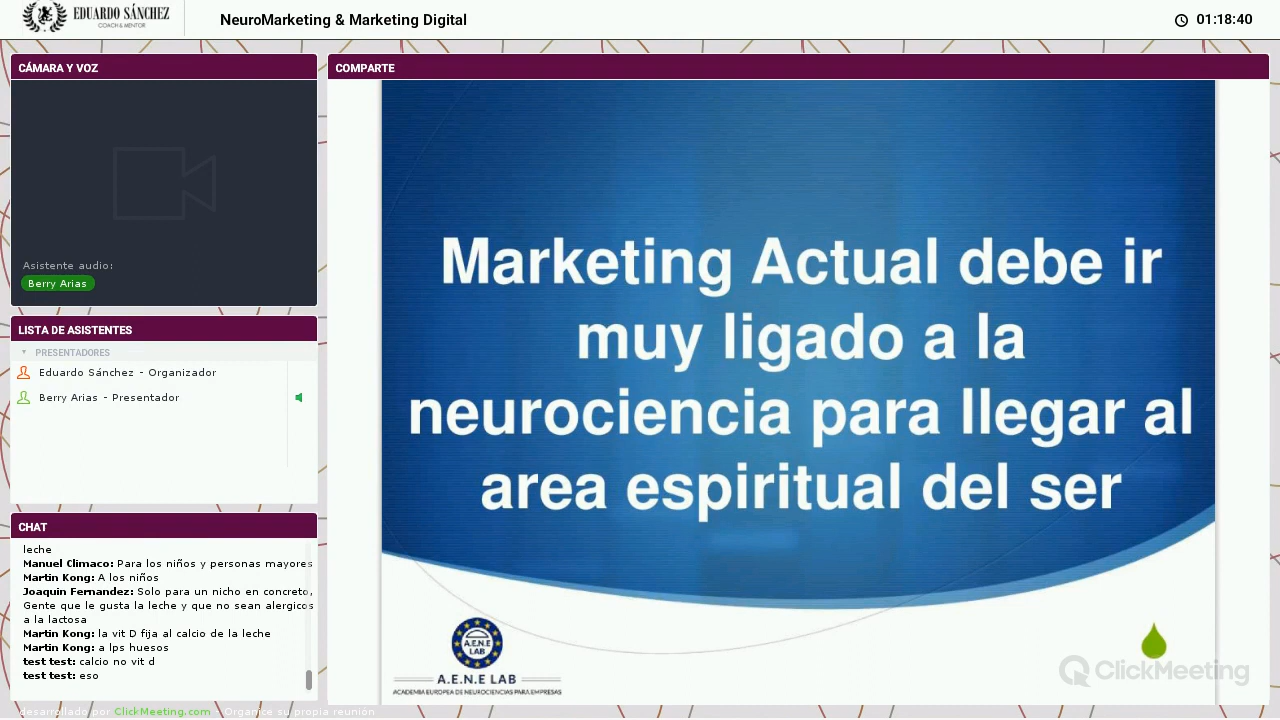 EDUARDO SÁNCHEZ
COACH & MENTOR
NeuroMarketing & Marketing Digital
01:18:40
CÁMARA Y VOZ
Asistente audio:
Berry Arias
LISTA DE ASISTENTES
PRESENTADORES
Eduardo Sánchez - Organizador
Berry Arias - Presentador
CHAT
leche
Manuel Climaco: Para los niños y personas mayores
Martin Kong: A los niños
Joaquin Fernandez: Solo para un nicho en concreto,
Gente que le gusta la leche y que no sean alergicos
a la lactosa
Martin Kong: la vit D fija al calcio de la leche
Martin Kong: a lps huesos
test test: calcio no vit d
test test: eso
desarrollado por ClickMeeting.com - Organice su propia reunión
COMPARTE
Marketing Actual debe ir
muy ligado a la
neurociencia para llegar al
area espiritual del ser
A.E.N.E
LAB
A.E.N.E LAB
ACADEMIA EUROPEA DE NEUROCIENCIAS PARA EMPRESAS
ClickMeeting